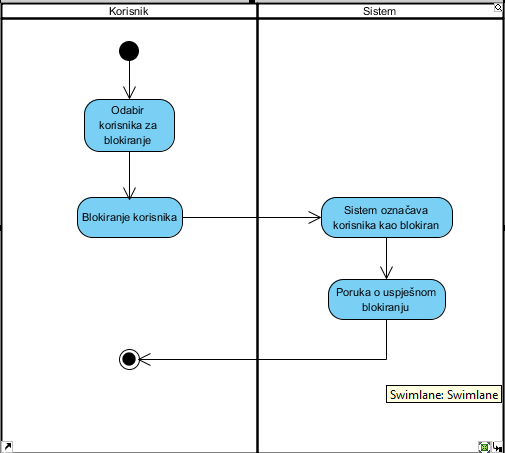 Korisnik
Sistem
Odabir
korisnika za
blokiranje
Blokiranje korisnika
Sistem označava
korisnika kao blokiran
Poruka o uspješnom
blokiranju
Swimlane: Swimlane